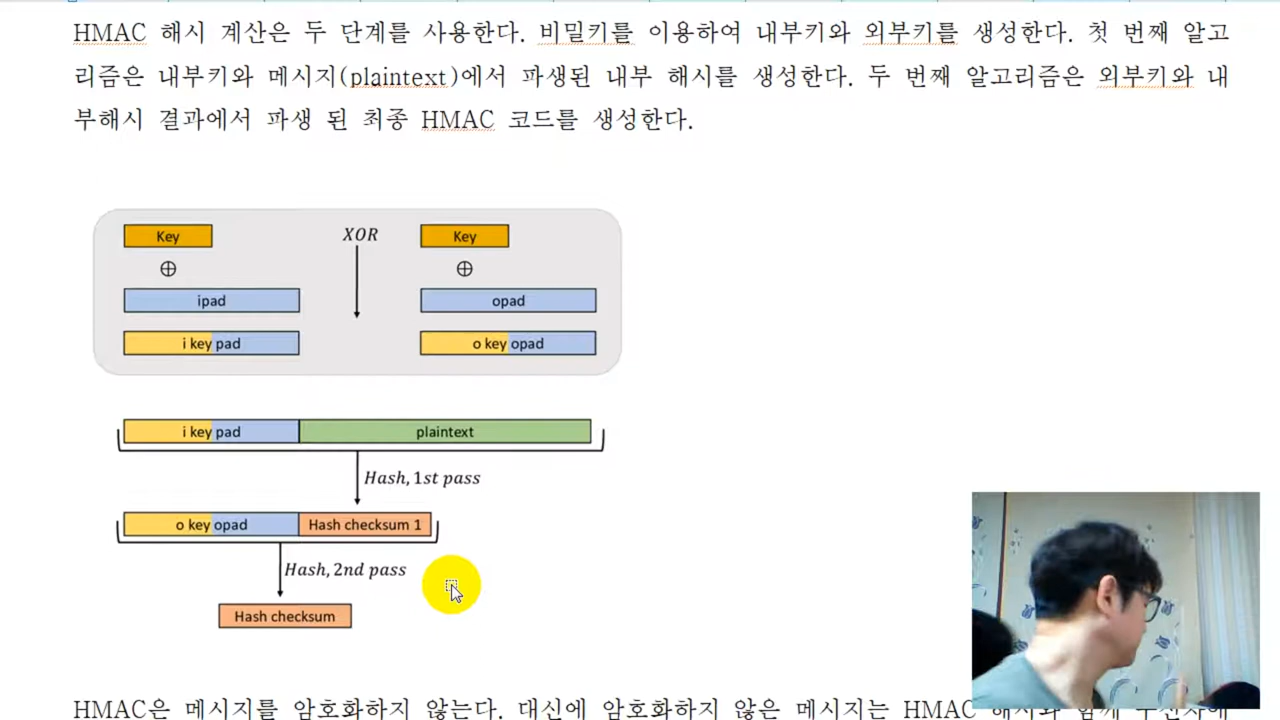 HMAC 해시 계산은 두 단계를 사용한다. 비밀키를 이용하여 내부키와 외부키를 생성한다. 첫 번째 알고
리즘은 내부키와 메시지(plaintext)에서 파생된 내부 해시를 생성한다. 두 번째 알고리즘은 외부키와 내
부해시 결과에서 파생 된 최종 HMAC 코드를 생성한다.
Key XOR Key
⊕ ⊕
ipad opad
i key pad o key opad
i key pad plaintext
Hash, 1st pass
o key opad Hash checksum 1
Hash, 2nd pass
Hash checksum
HMAC은 메시지를 암호화하지 않는다. 대신에 암호화하지 않은 메시지는 HMAC